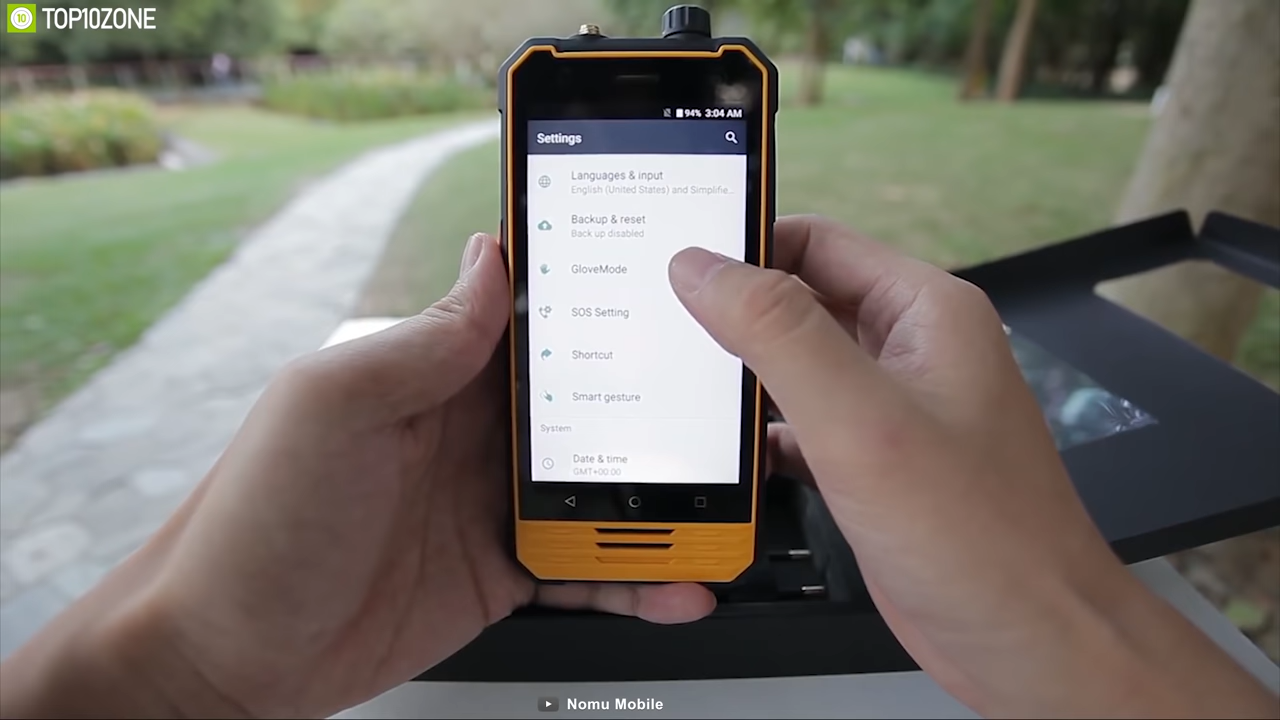 10 TOP10ZONE
94% 3:04 AM
Settings
Languages & input
English (United States) and Simplifie...
Backup & reset
Back up disabled
GloveMode
SOS Setting
Shortcut
Smart gesture
System
Date & time
GMT+00:00
Nomu Mobile